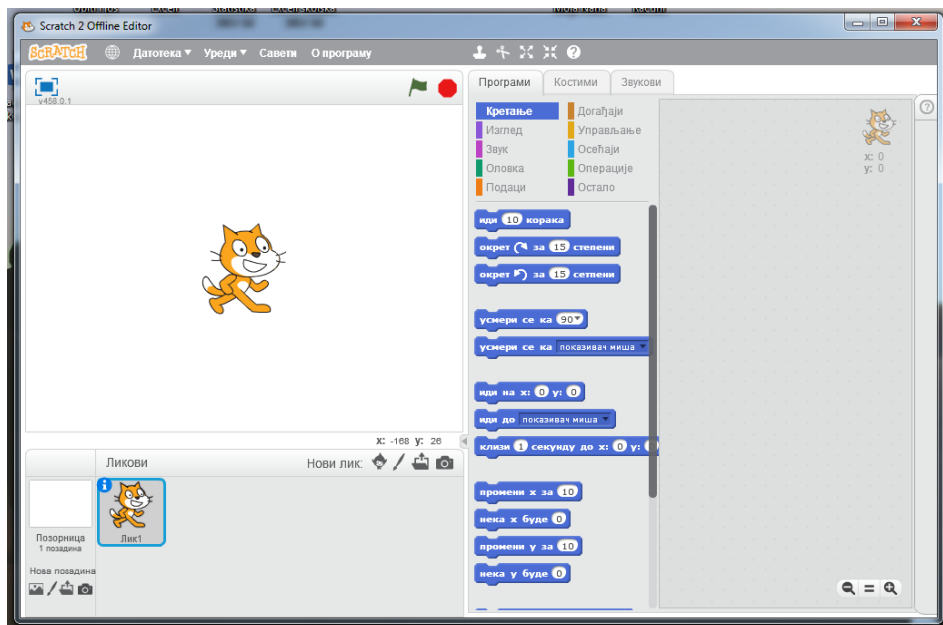 Scratch 2 Offline Editor
SCRATCH Датотека Уреди Савети О програму
v458.0.1
Програми Костими Звукови
Кретање Догађаји
Изглед Управљање
Звук Осећаји
Оловка Операције
Подаци Остало
x: 0
y: 0
иди 10 корака
окрет за 15 степени
окрет за 15 сетпени
усмери се ка 90
усмери се ка показивач миша
иди на x: 0 y: 0
иди до показивач миша
клизи 1 секунду до x: 0 y:
промени x за 10
нека x буде 0
промени y за 10
нека y буде 0
x: -168 y: 26
Ликови Нови лик:
Лик1
Позорница
1 позадина
Нова позадина